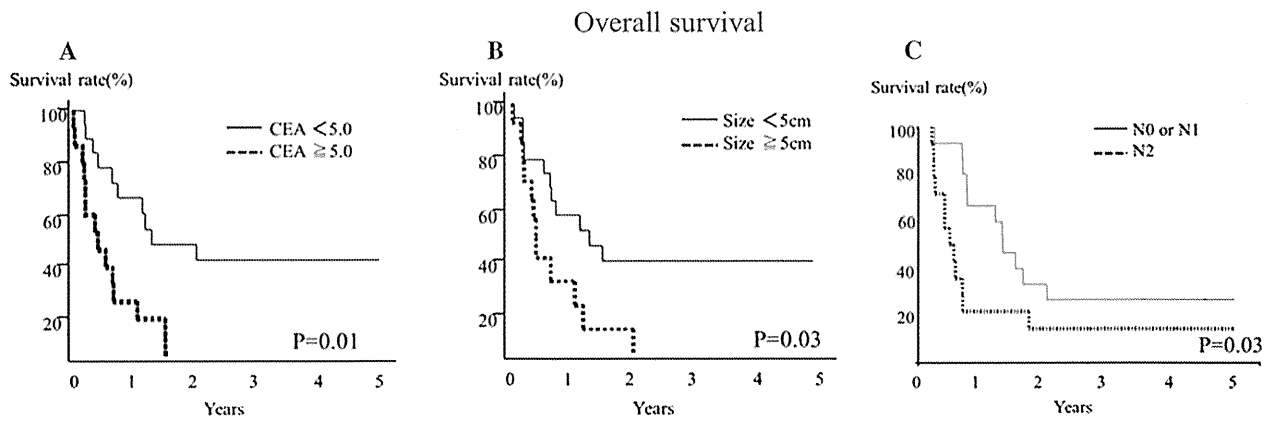 Overall survival
A
Survival rate(%)
100
80
60
40
20
CEA <5.0
CEA ≧5.0
P=0.01
0 1 2 3 4 5
Years
B
Survival rate(%)
100
80
60
40
20
Size <5cm
Size ≧5cm
P=0.03
0 1 2 3 4 5
Years
C
Survival rate(%)
100
80
60
40
20
N0 or N1
N2
P=0.03
0 1 2 3 4 5
Years